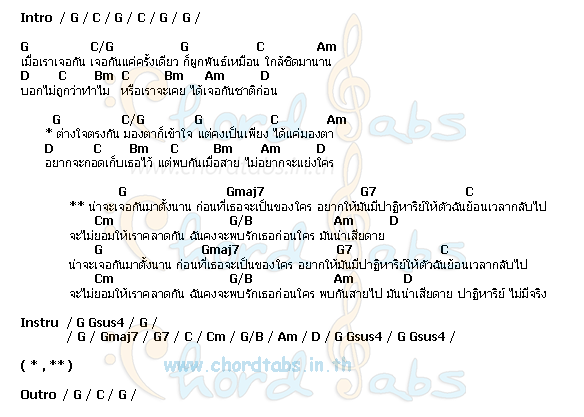 Intro / G / C / G / C / G / G /
G C/G G C Am
เมื่อเราเจอกัน เจอกันแค่ครั้งเดียว ก็ผูกพันธ์เหมือน ใกล้ชิดมานาน
D C Bm C Bm Am D
บอกไม่ถูกว่าทำไม หรือเราจะเคย ได้เจอกันชาติก่อน
G C/G G C Am
* ต่างใจตรงกัน มองตาก็เข้าใจ แต่คงเป็นเพียง ได้แค่มองตา
D C Bm C Bm Am D
อยากจะกอดเก็บเธอไว้ แต่พบกันเมื่อสาย ไม่อยากจะแย่งใคร
G Gmaj7 G7 C
** น่าจะเจอกันมาตั้งนาน ก่อนที่เธอจะเป็นของใคร อยากให้มันมีปาฏิหาริย์ให้ตัวฉันย้อนเวลากลับไป
Cm G/B Am D
จะไม่ยอมให้เราคลาดกัน ฉันคงจะพบรักเธอก่อนใคร มันน่าเสียดาย
G Gmaj7 G7 C
น่าจะเจอกันมาตั้งนาน ก่อนที่เธอจะเป็นของใคร อยากให้มันมีปาฏิหาริย์ให้ตัวฉันย้อนเวลากลับไป
Cm G/B Am D
จะไม่ยอมให้เราคลาดกัน ฉันคงจะพบรักเธอก่อนใคร พบกันสายไป มันน่าเสียดาย ปาฏิหาริย์ ไม่มีจริง
Instru / G Gsus4 / G /
/ G / Gmaj7 / G7 / C / Cm / G/B / Am / D / G Gsus4 / G Gsus4 /
( * , ** )
www.chordtabs.in.th
Outro / G / C / G /